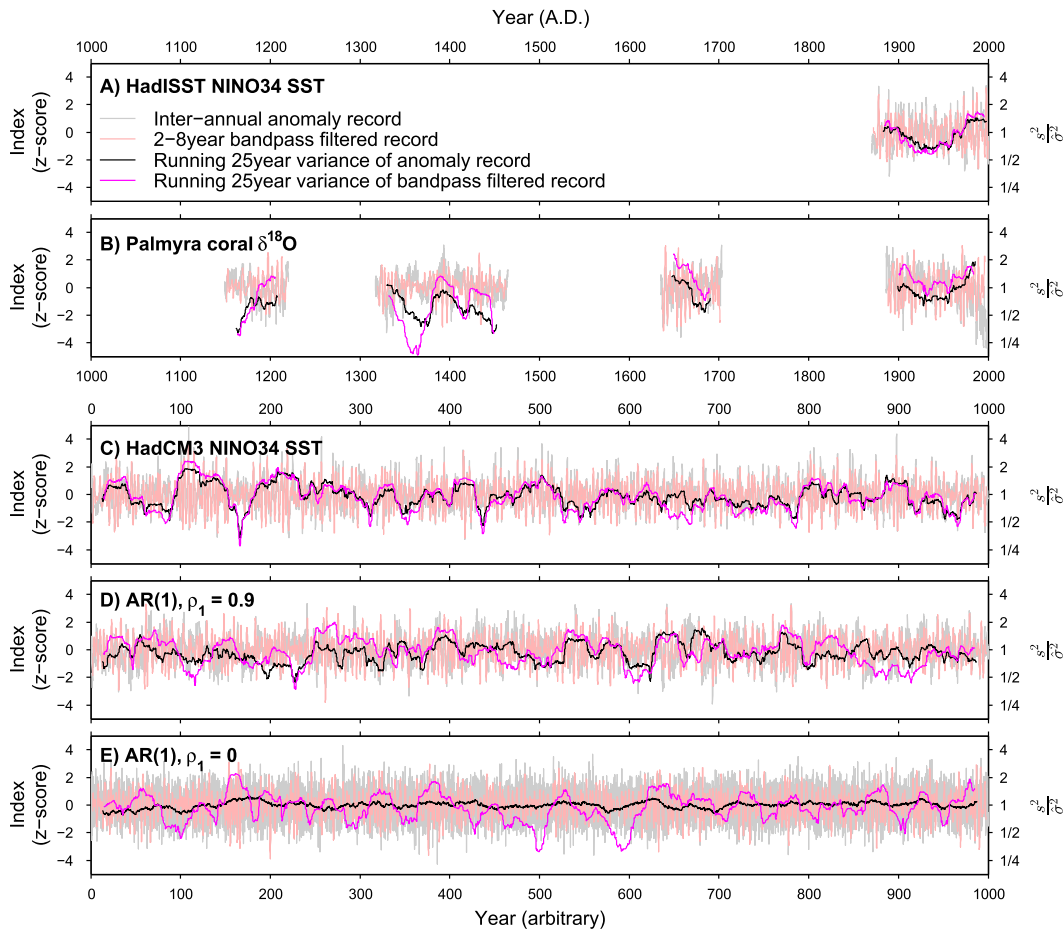 Year (A.D.)
1000 1100 1200 1300 1400 1500 1600 1700 1800 1900 2000
A) HadISST NINO34 SST
Inter−annual anomaly record
2−8year bandpass filtered record
Running 25year variance of anomaly record
Running 25year variance of bandpass filtered record
Index
(z−score)
4
2
0
−2
−4
4
2
1
1/2
1/4
s²/σ̂²
B) Palmyra coral δ¹⁸O
Index
(z−score)
4
2
0
−2
−4
4
2
1
1/2
1/4
s²/σ̂²
1000 1100 1200 1300 1400 1500 1600 1700 1800 1900 2000
0 100 200 300 400 500 600 700 800 900 1000
C) HadCM3 NINO34 SST
Index
(z−score)
4
2
0
−2
−4
4
2
1
1/2
1/4
s²/σ̂²
D) AR(1), ρ₁ = 0.9
Index
(z−score)
4
2
0
−2
−4
4
2
1
1/2
1/4
s²/σ̂²
E) AR(1), ρ₁ = 0
Index
(z−score)
4
2
0
−2
−4
4
2
1
1/2
1/4
s²/σ̂²
0 100 200 300 400 500 600 700 800 900 1000
Year (arbitrary)